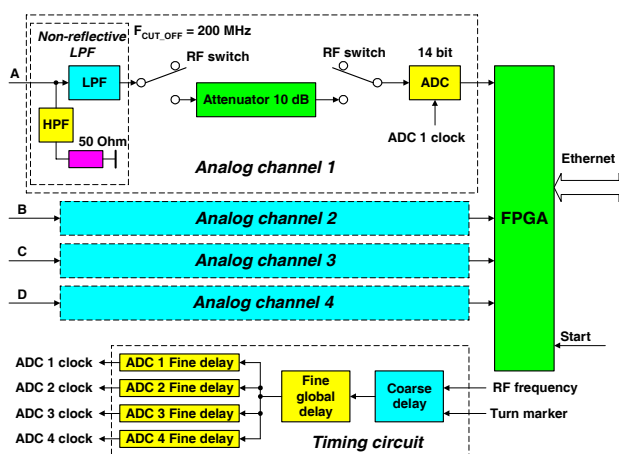 Non-reflective
LPF
F_CUT_OFF = 200 MHz
A
LPF
RF switch
RF switch
14 bit
ADC
Attenuator 10 dB
HPF
50 Ohm
ADC 1 clock
Analog channel 1
Ethernet
FPGA
B
Analog channel 2
C
Analog channel 3
D
Analog channel 4
Start
ADC 1 clock
ADC 1 Fine delay
ADC 2 clock
ADC 2 Fine delay
ADC 3 clock
ADC 3 Fine delay
ADC 4 clock
ADC 4 Fine delay
Fine
global
delay
Coarse
delay
RF frequency
Turn marker
Timing circuit